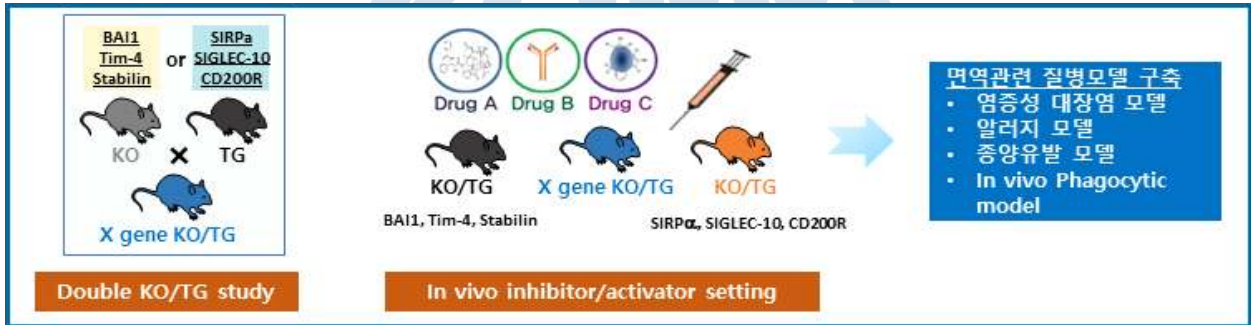 BAI1
Tim-4
Stabilin
or
SIRPa
SIGLEC-10
CD200R
KO
×
TG
X gene KO/TG
Double KO/TG study
Drug A
Drug B
Drug C
KO/TG
X gene KO/TG
KO/TG
BAI1, Tim-4, Stabilin
SIRPα, SIGLEC-10, CD200R
In vivo inhibitor/activator setting
면역관련 질병모델 구축
• 염증성 대장염 모델
• 알러지 모델
• 종양유발 모델
• In vivo Phagocytic
model